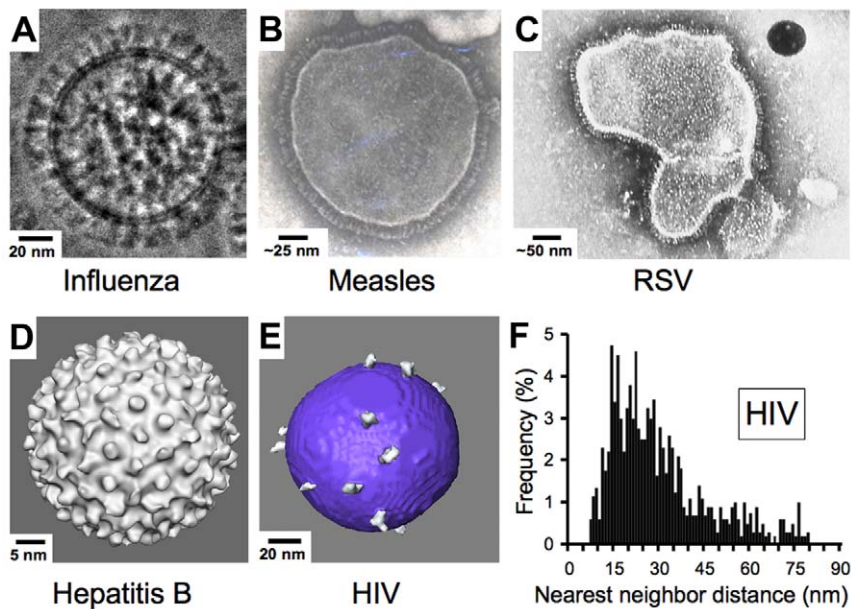 A
B
C
20 nm
~25 nm
~50 nm
Influenza
Measles
RSV
D
E
F
5 nm
20 nm
Hepatitis B
HIV
HIV
Frequency (%)
5
4
3
2
1
0
0 15 30 45 60 75 90
Nearest neighbor distance (nm)